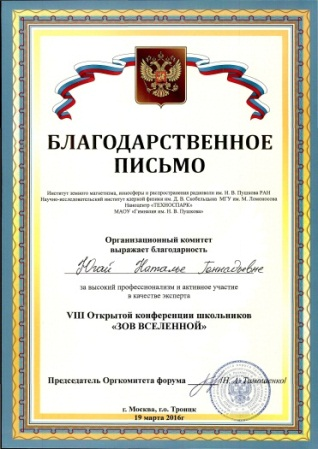 БЛАГОДАРСТВЕННОЕ
ПИСЬМО
Институт земного магнетизма, ионосферы и распространения радиоволн им. Н. В. Пушкова РАН
Научно-исследовательский институт ядерной физики им. Д. В. Скобельцына МГУ им. М. Ломоносова
Наноцентр «ТЕХНОСПАРК»
МАОУ «Гимназия им. Н. В. Пушкова»
Организационный комитет
выражает благодарность
Югай Наталье Геннадьевне
за высокий профессионализм и активное участие
в качестве эксперта
VIII Открытой конференции школьников
«ЗОВ ВСЕЛЕННОЙ»
Председатель Оргкомитета форума
г. Москва, г.о. Троицк
19 марта 2016г